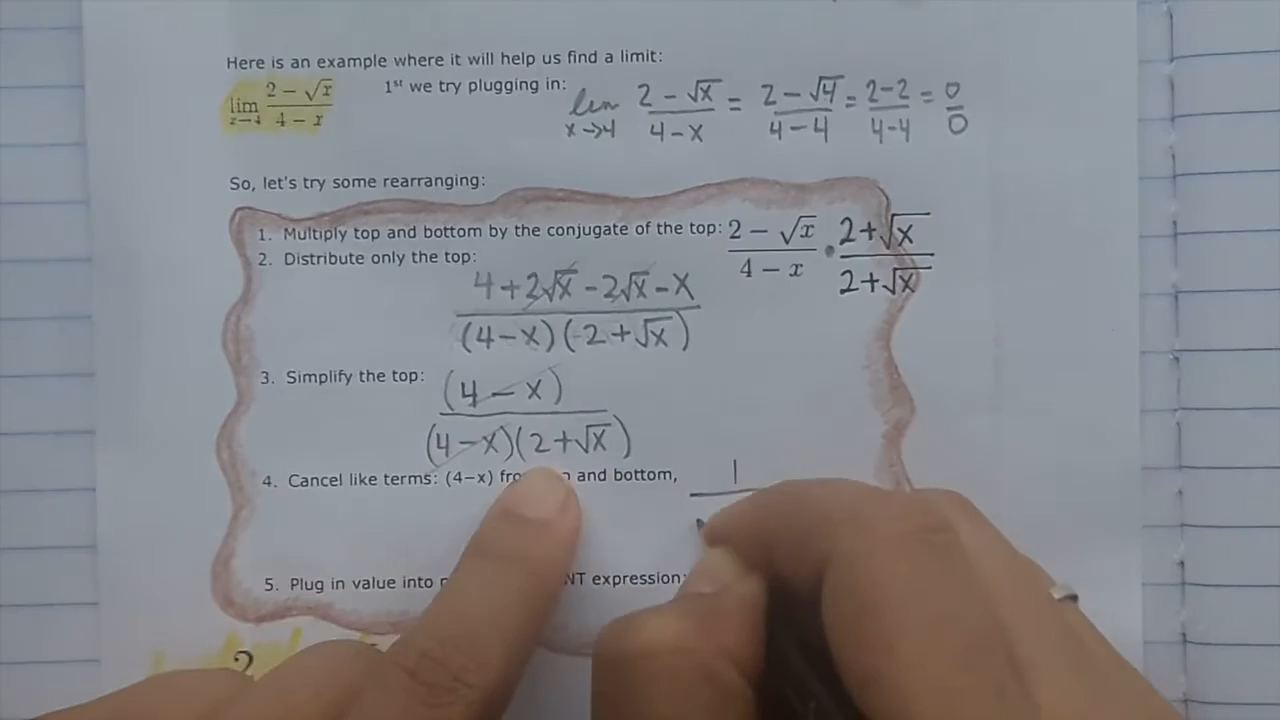 Here is an example where it will help us find a limit:
lim x→4 (2 − √x)/(4 − x) 1st we try plugging in: lim x→4 (2 − √x)/(4 − x) = (2 − √4)/(4 − 4) = (2-2)/(4-4) = 0/0
So, let's try some rearranging:
1. Multiply top and bottom by the conjugate of the top: (2 − √x)/(4 − x) • (2+√x)/(2+√x)
2. Distribute only the top:
4+2√x-2√x-x
(4-x)(2+√x)
3. Simplify the top:
(4-x)
(4-x)(2+√x)
4. Cancel like terms: (4−x) and bottom, 1
5. Plug in value into expression:
?